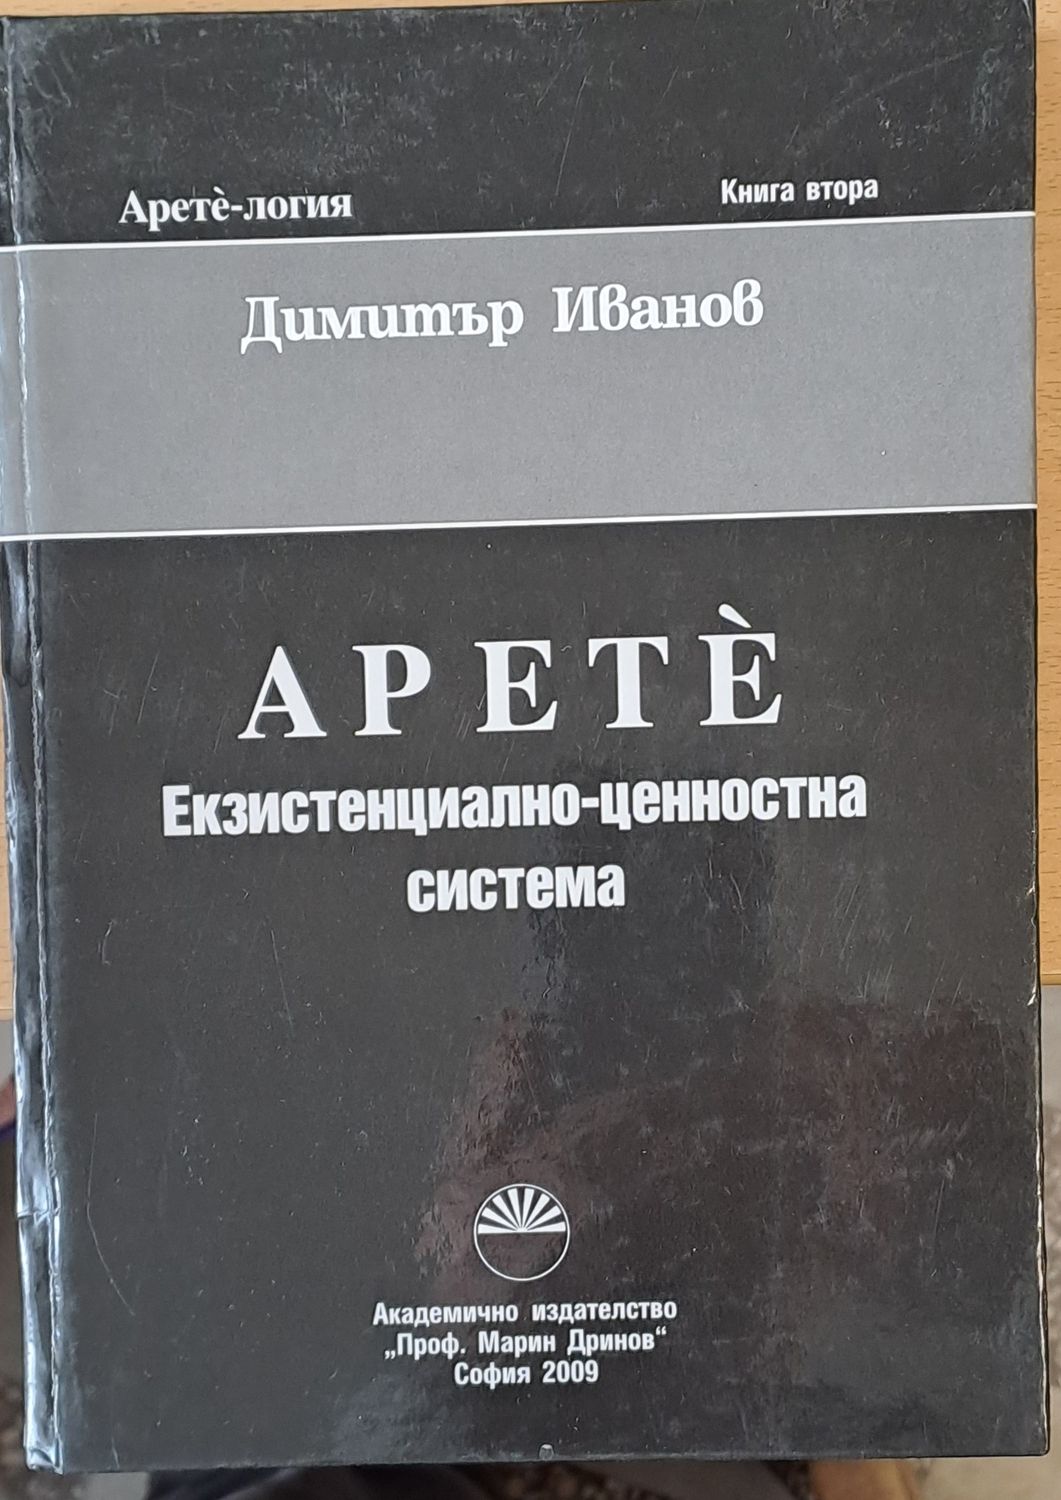 Аретѐ-логия
Книга втора
Димитър Иванов
АРЕТЀ
Екзистенциално-ценностна
система
Академично издателство
„Проф. Марин Дринов“
София 2009